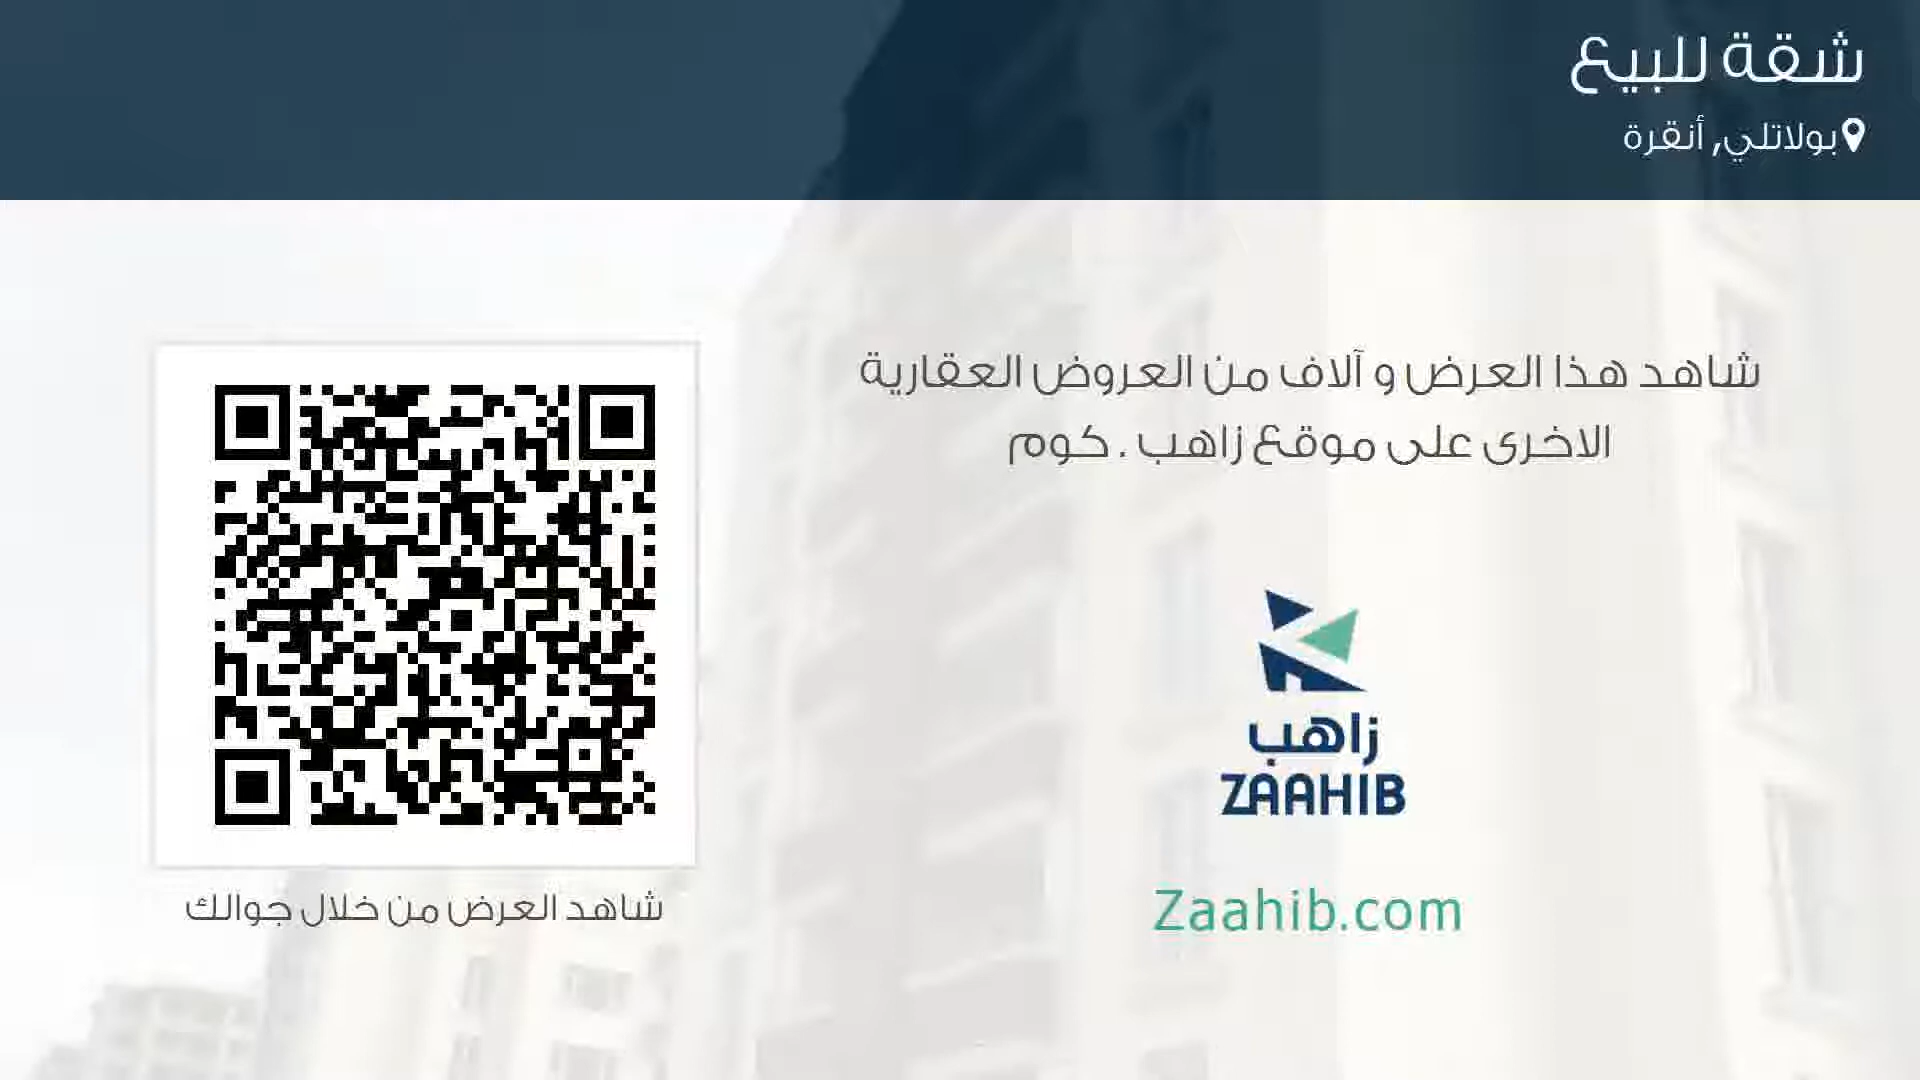 شقة للبيع
بولاتلي, أنقرة
شاهد هذا العرض و آلاف من العروض العقارية
الاخرى على موقع زاهب . كوم
زاهب
ZAAHIB
Zaahib.com
شاهد العرض من خلال جوالك